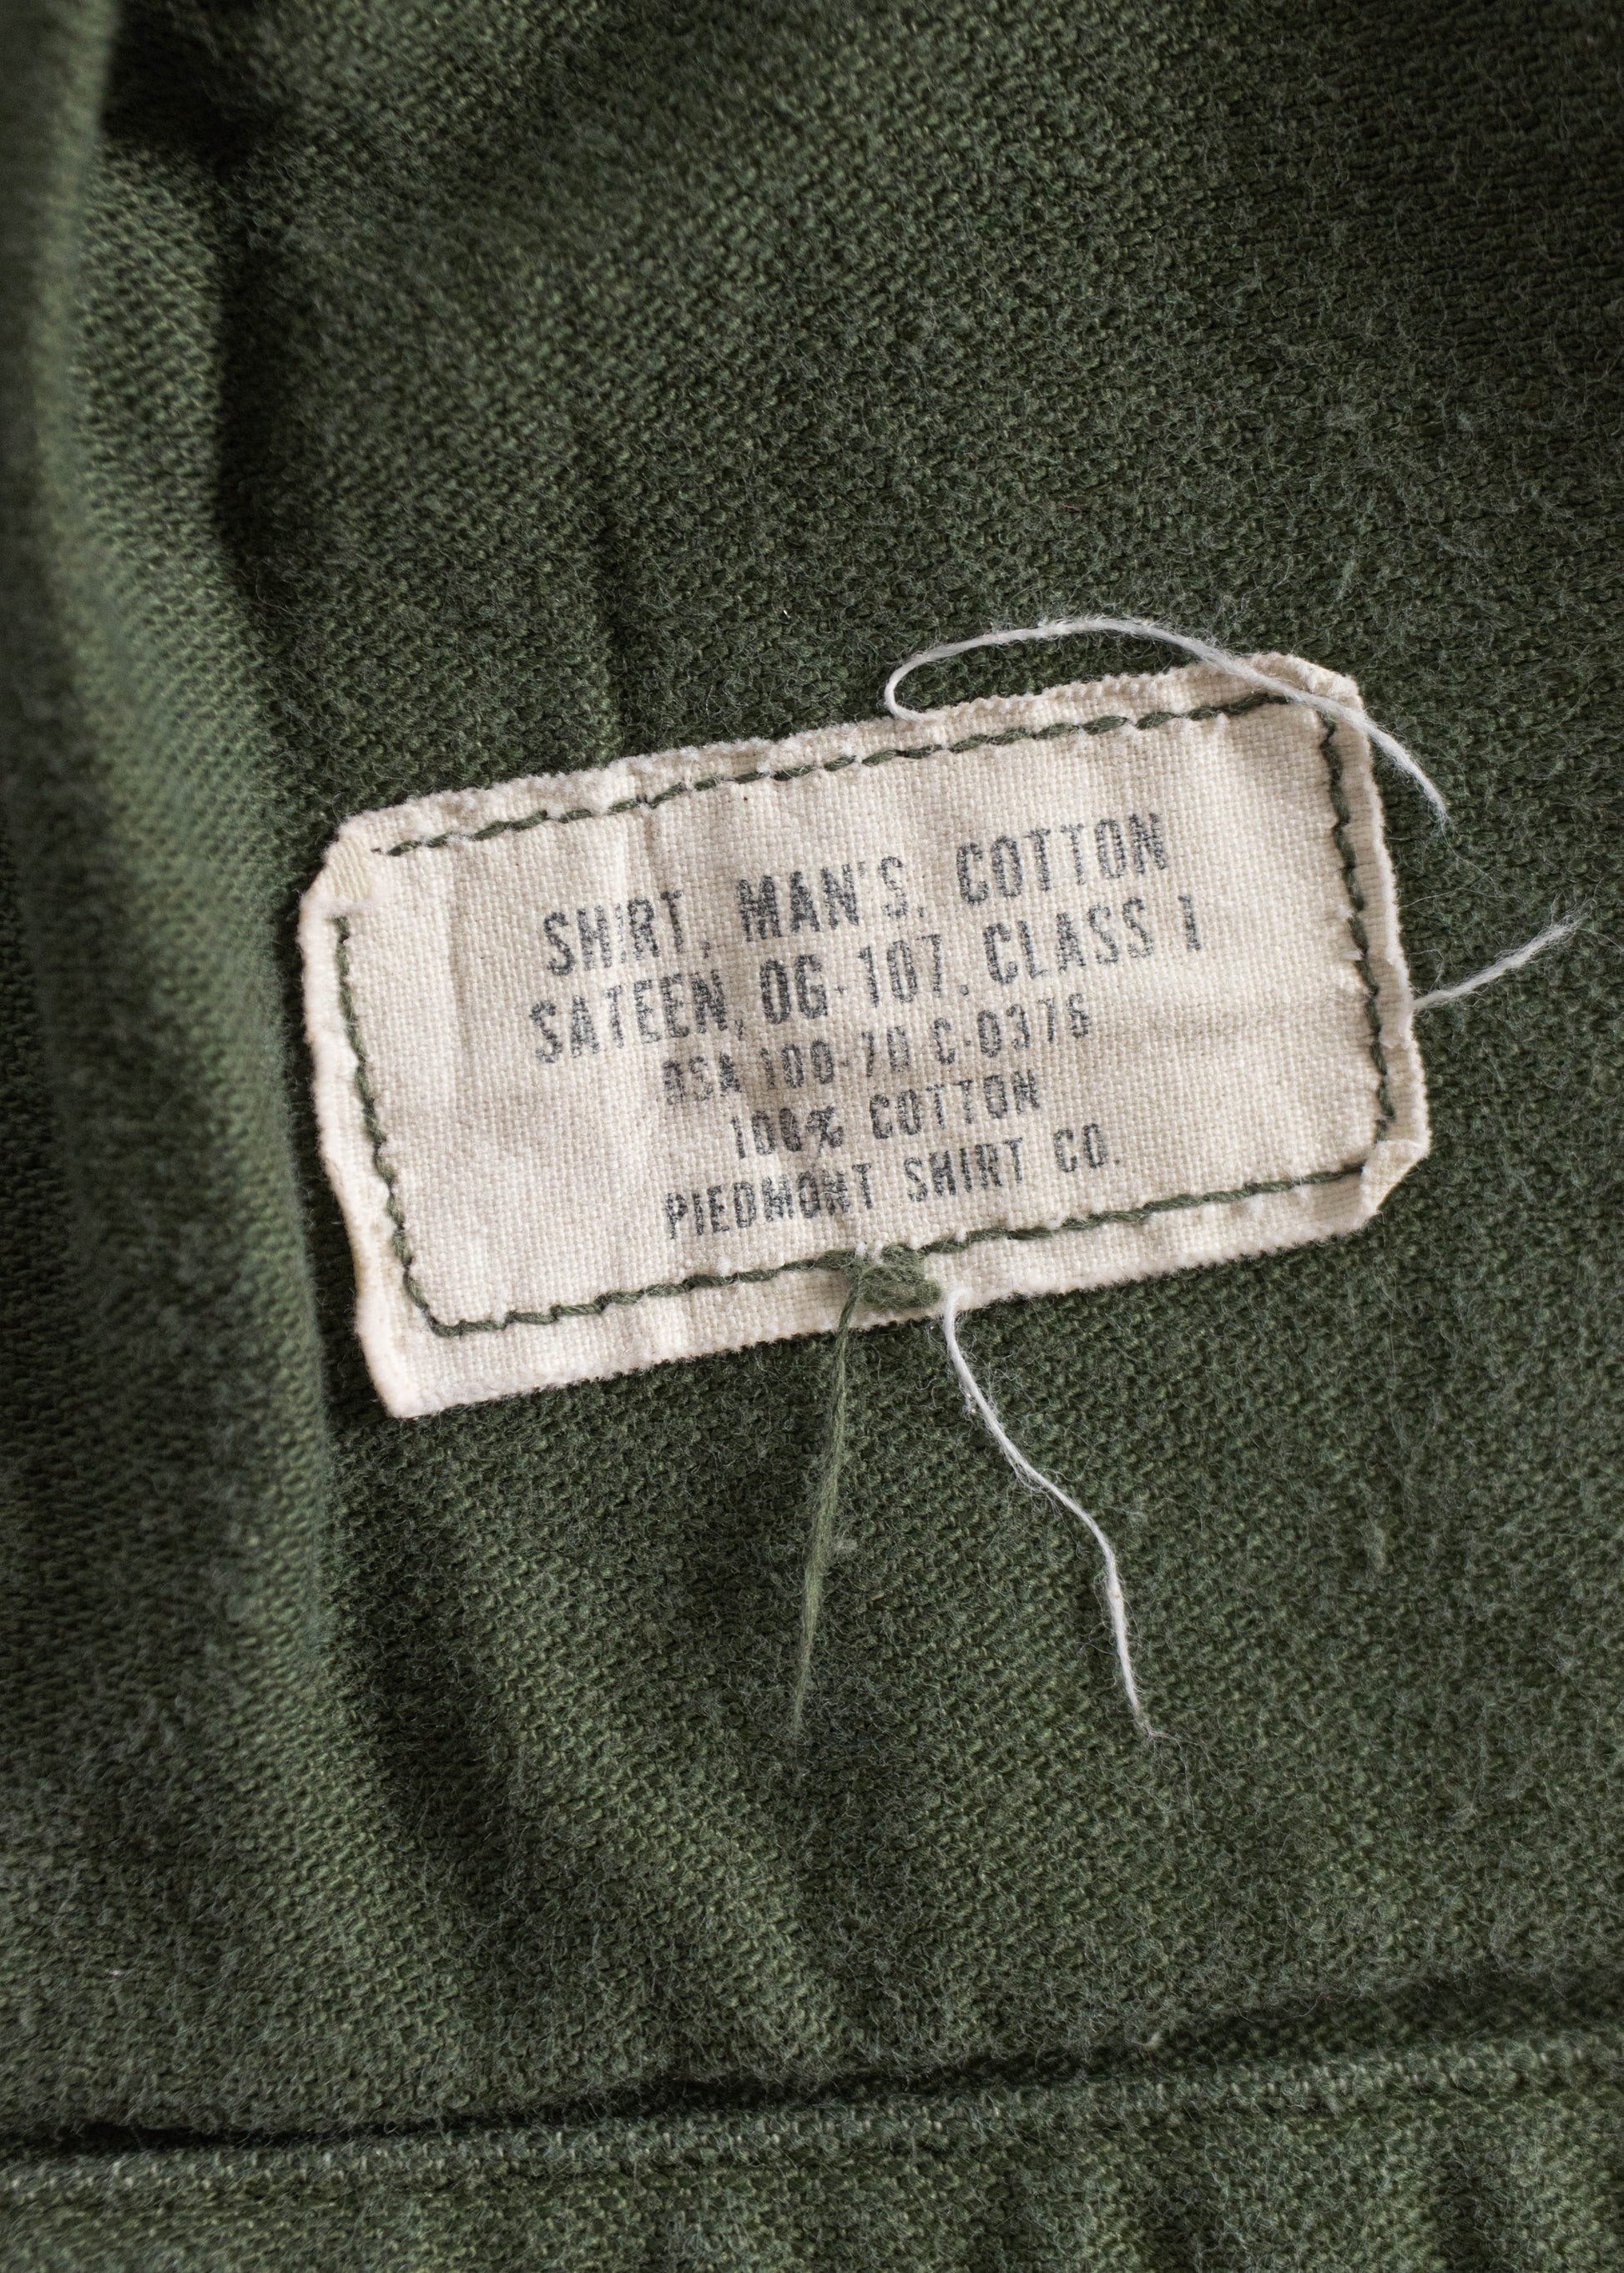 SHIRT, MAN'S, COTTON
SATEEN, OG-107, CLASS 1
DSA 100-70-C-0376
100% COTTON
PIEDMONT SHIRT CO.